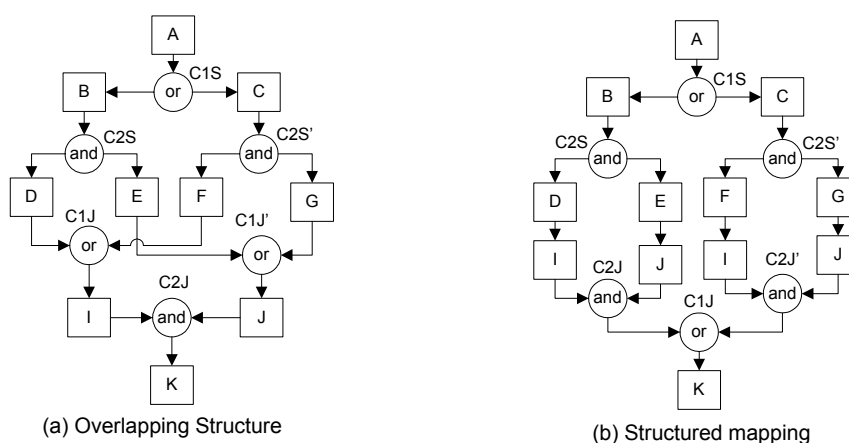 A
A
or
C1S
or
C1S
B
C
B
C
C2S
and
and
C2S'
C2S
and
and
C2S'
D
E
F
G
D
E
F
G
C1J
or
C1J'
or
I
J
I
J
C2J
and
C2J'
and
I
C2J
and
J
C1J
or
K
K
(a) Overlapping Structure
(b) Structured mapping